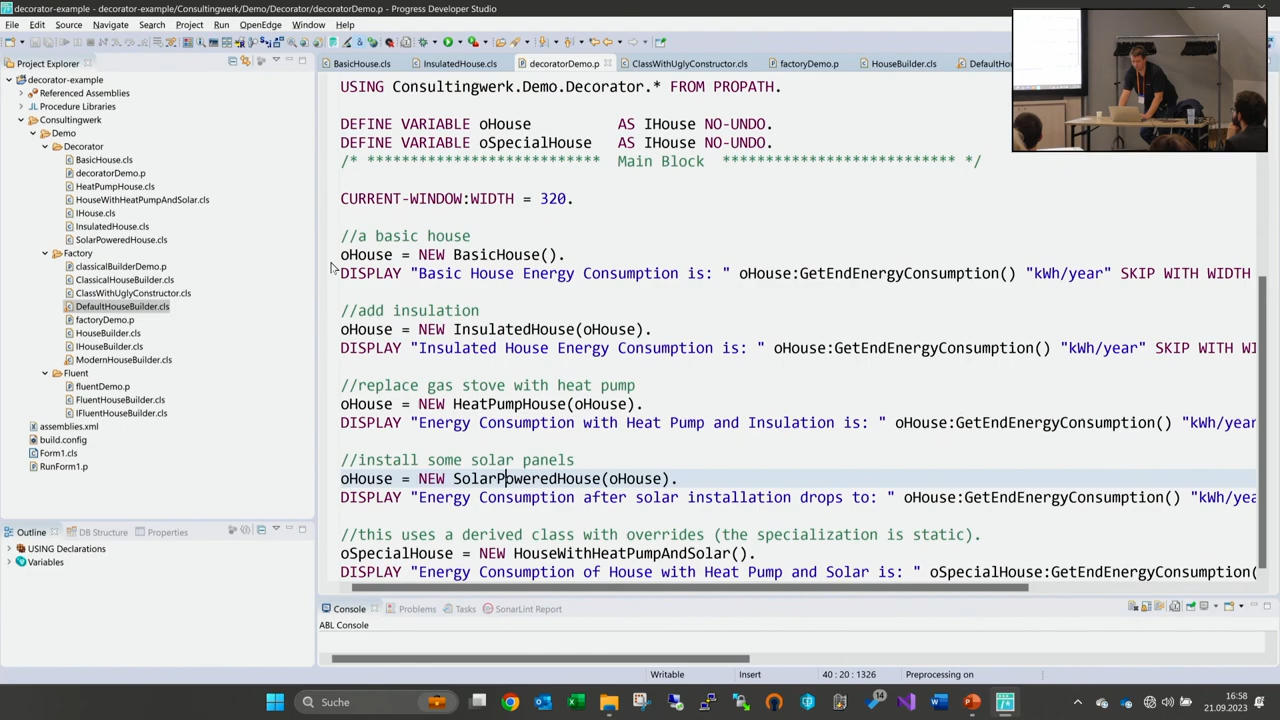 decorator-example - decorator-example/Consultingwerk/Demo/Decorator/decoratorDemo.p - Progress Developer Studio
File Edit Source Navigate Search Project Run OpenEdge Window Help
Project Explorer
decorator-example
Referenced Assemblies
Procedure Libraries
Consultingwerk
Demo
Decorator
BasicHouse.cls
decoratorDemo.p
HeatPumpHouse.cls
HouseWithHeatPumpAndSolar.cls
IHouse.cls
InsulatedHouse.cls
SolarPoweredHouse.cls
Factory
classicalBuilderDemo.p
ClassicalHouseBuilder.cls
ClassWithUglyConstructor.cls
DefaultHouseBuilder.cls
factoryDemo.p
HouseBuilder.cls
IHouseBuilder.cls
ModernHouseBuilder.cls
Fluent
fluentDemo.p
FluentHouseBuilder.cls
IFluentHouseBuilder.cls
assemblies.xml
build.config
Form1.cls
RunForm1.p
Outline DB Structure Properties
USING Declarations
Variables
BasicHouse.cls InsulatedHouse.cls decoratorDemo.p ClassWithUglyConstructor.cls factoryDemo.p HouseBuilder.cls DefaultHo
USING Consultingwerk.Demo.Decorator.* FROM PROPATH.
DEFINE VARIABLE oHouse AS IHouse NO-UNDO.
DEFINE VARIABLE oSpecialHouse AS IHouse NO-UNDO.
/* *************************** Main Block *************************** */
CURRENT-WINDOW:WIDTH = 320.
//a basic house
oHouse = NEW BasicHouse().
DISPLAY "Basic House Energy Consumption is: " oHouse:GetEndEnergyConsumption() "kWh/year" SKIP WITH WIDTH
//add insulation
oHouse = NEW InsulatedHouse(oHouse).
DISPLAY "Insulated House Energy Consumption is: " oHouse:GetEndEnergyConsumption() "kWh/year" SKIP WITH WI
//replace gas stove with heat pump
oHouse = NEW HeatPumpHouse(oHouse).
DISPLAY "Energy Consumption with Heat Pump and Insulation is: " oHouse:GetEndEnergyConsumption() "kWh/year"
//install some solar panels
oHouse = NEW SolarPoweredHouse(oHouse).
DISPLAY "Energy Consumption after solar installation drops to: " oHouse:GetEndEnergyConsumption() "kWh/yea
//this uses a derived class with overrides (the specialization is static).
oSpecialHouse = NEW HouseWithHeatPumpAndSolar().
DISPLAY "Energy Consumption of House with Heat Pump and Solar is: " oSpecialHouse:GetEndEnergyConsumption(
Console Problems Tasks SonarLint Report
ABL Console
Writable Insert 40 : 20 : 1326 Preprocessing on
Suche
14
16:58
21.09.2023